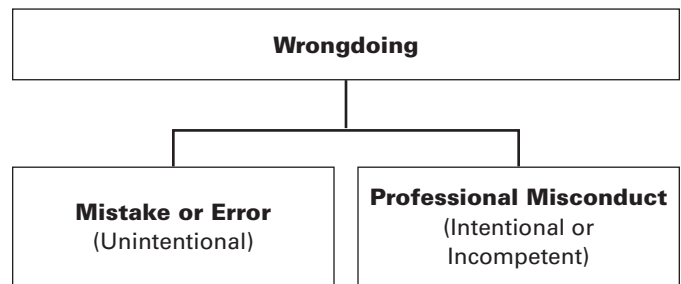 Wrongdoing
Mistake or Error
(Unintentional)
Professional Misconduct
(Intentional or
Incompetent)